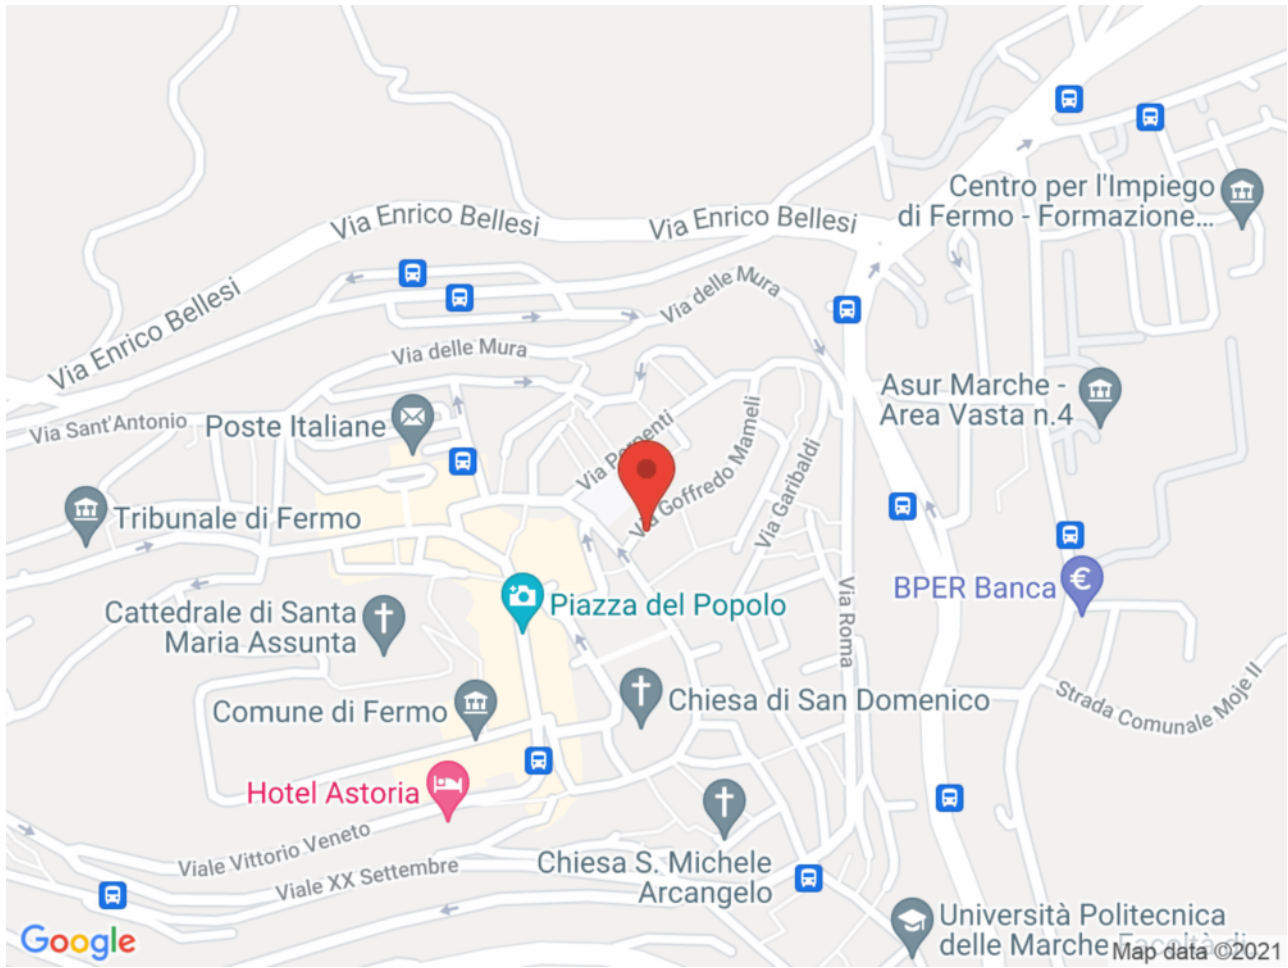 Centro per l'Impiego
di Fermo - Formazione...
Via Enrico Bellesi
Via Enrico Bellesi
Via Enrico Bellesi
Via delle Mura
Via delle Mura
Asur Marche -
Area Vasta n.4
Via Sant'Antonio
Poste Italiane
Via Perpenti
Via Goffredo Mameli
Via Garibaldi
Tribunale di Fermo
BPER Banca
Cattedrale di Santa
Maria Assunta
Piazza del Popolo
Via Roma
Comune di Fermo
Chiesa di San Domenico
Strada Comunale Moje II
Hotel Astoria
Viale Vittorio Veneto
Viale XX Settembre
Chiesa S. Michele
Arcangelo
Università Politecnica
delle Marche Facoltà di
Google
Map data ©2021